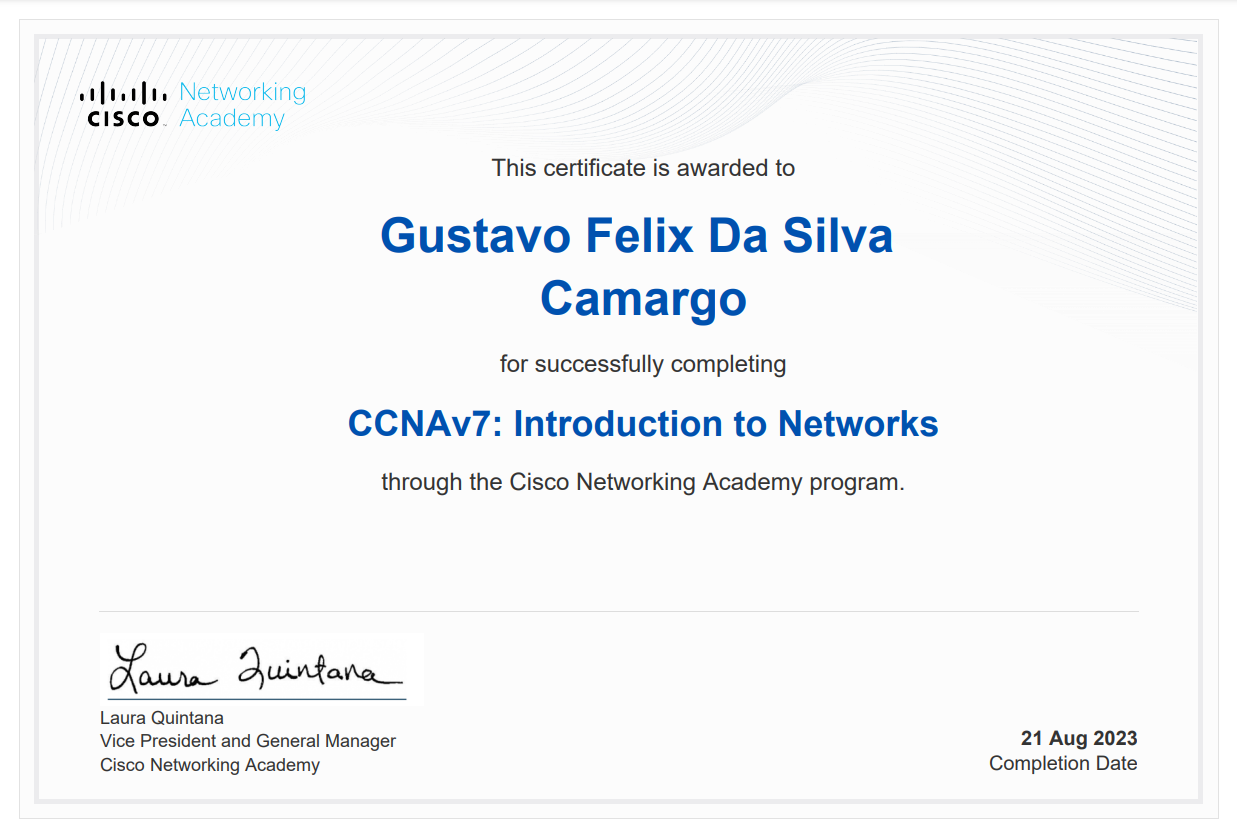 Networking
CISCO Academy
This certificate is awarded to
Gustavo Felix Da Silva
Camargo
for successfully completing
CCNAv7: Introduction to Networks
through the Cisco Networking Academy program.
Laura Quintana
Laura Quintana
Vice President and General Manager
Cisco Networking Academy
21 Aug 2023
Completion Date